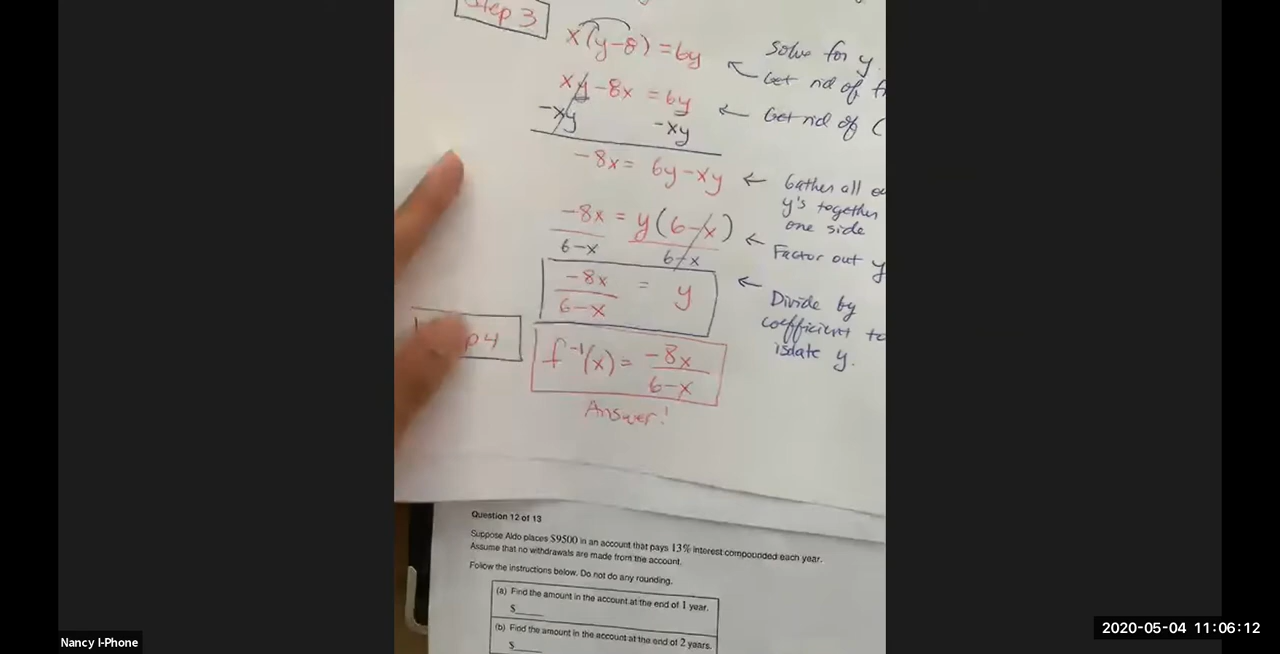 Step 3
x(y-8) = 6y
Solve for y.
Get rid of
xy - 8x = 6y
-xy -xy
Get rid of (
-8x = 6y - xy
Gather all
y's together
one side
-8x = y(6-x)
6-x 6-x
Factor out y
-8x = y
6-x
Divide by
coefficient to
isolate y.
p4
f⁻¹(x) = -8x
6-x
Answer!
Question 12 of 13
Suppose Aldo places $9500 in an account that pays 13% interest compounded each year.
Assume that no withdrawals are made from the account.
Follow the instructions below. Do not do any rounding.
(a) Find the amount in the account at the end of 1 year.
$____
(b) Find the amount in the account at the end of 2 years.
$____
Nancy I-Phone
2020-05-04 11:06:12